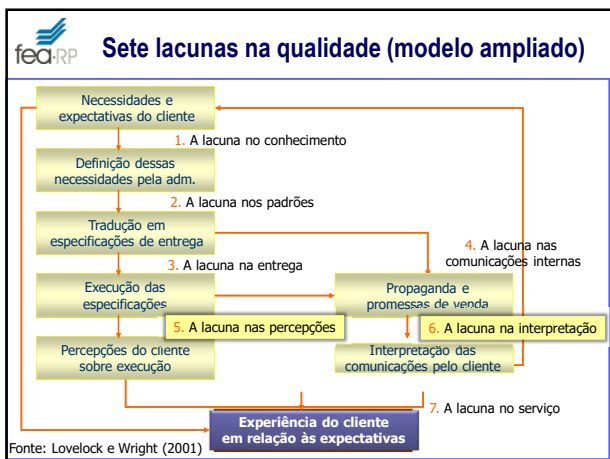 fea-RP
Sete lacunas na qualidade (modelo ampliado)
Necessidades e
expectativas do cliente
1. A lacuna no conhecimento
Definição dessas
necessidades pela adm.
2. A lacuna nos padrões
Tradução em
especificações de entrega
3. A lacuna na entrega
4. A lacuna nas
comunicações internas
Execução das
especificações
Propaganda e
promessas de venda
5. A lacuna nas percepções
6. A lacuna na interpretação
Percepções do cliente
sobre execução
Interpretação das
comunicações pelo cliente
7. A lacuna no serviço
Experiência do cliente
em relação às expectativas
Fonte: Lovelock e Wright (2001)